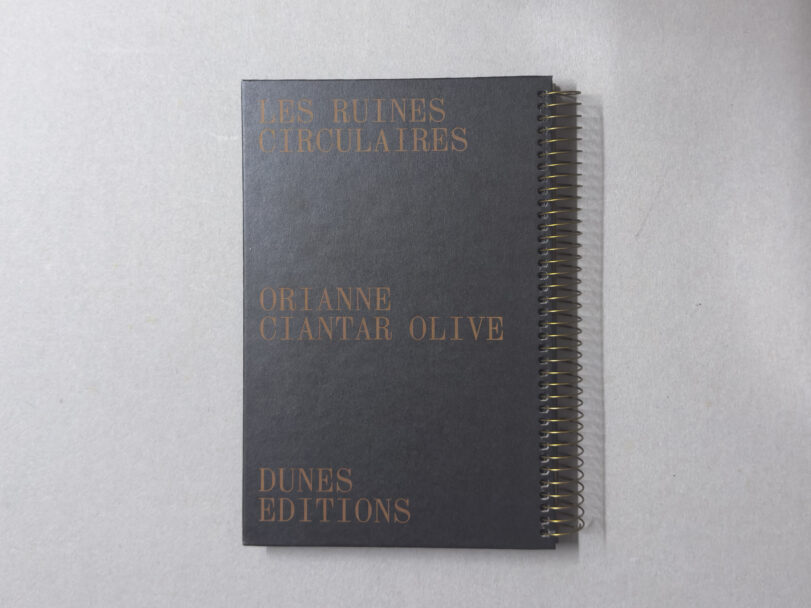 LES RUINES
CIRCULAIRES
ORIANNE
CIANTAR OLIVE
DUNES
EDITIONS